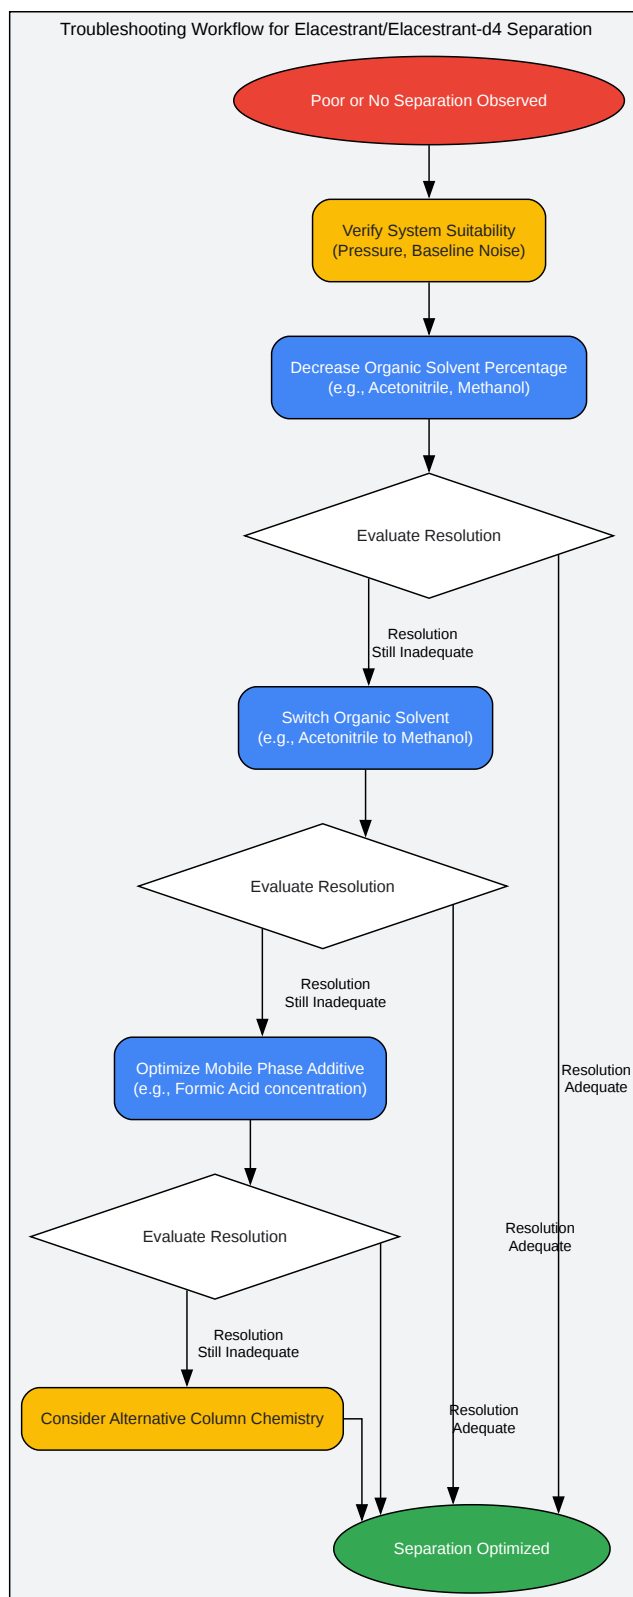 Troubleshooting Workflow for Elacestrant/Elacestrant-d4 Separation
Poor or No Separation Observed
Verify System Suitability
(Pressure, Baseline Noise)
Decrease Organic Solvent Percentage
(e.g., Acetonitrile, Methanol)
Evaluate Resolution
Resolution
Still Inadequate
Switch Organic Solvent
(e.g., Acetonitrile to Methanol)
Evaluate Resolution
Resolution
Still Inadequate
Optimize Mobile Phase Additive
(e.g., Formic Acid concentration)
Resolution
Adequate
Evaluate Resolution
Resolution
Adequate
Resolution
Still Inadequate
Consider Alternative Column Chemistry
Resolution
Adequate
Separation Optimized